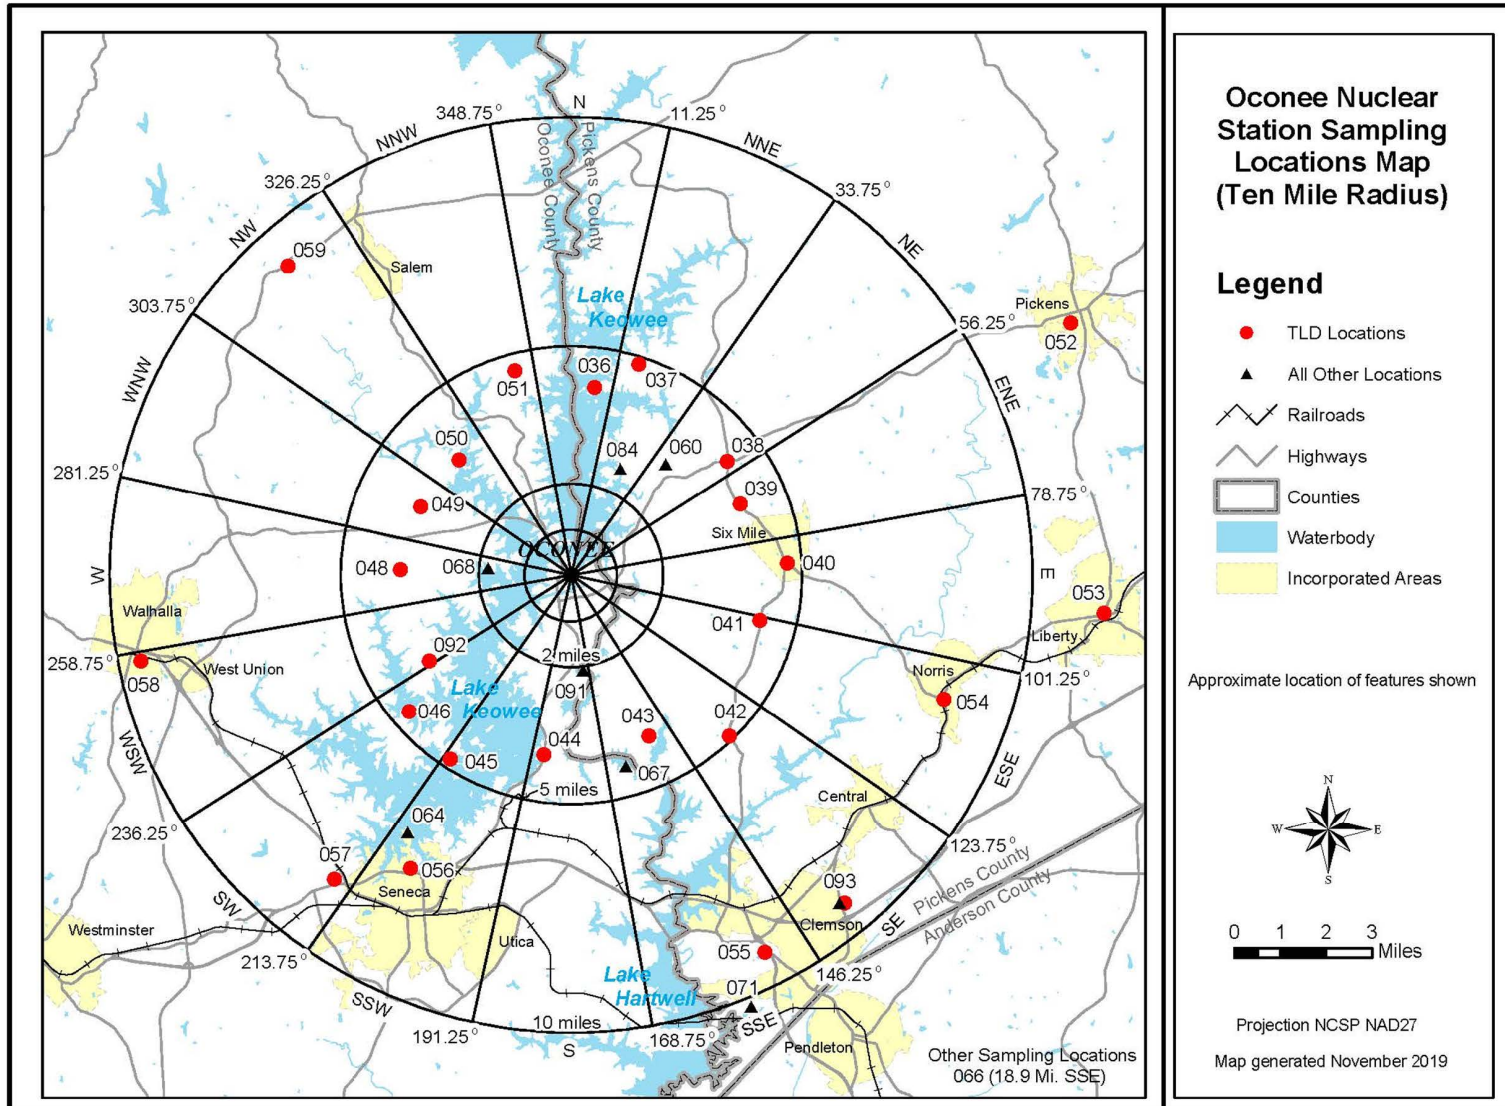 N
348.75°
11.25°
NNW
NNE
Oconee County
Pickens County
326.25°
33.75°
NW
NE
059
Salem
303.75°
Lake
Keowee
Pickens
052
56.25°
WNW
ENE
051
036
037
050
084
060
038
281.25°
049
039
78.75°
Six Mile
OCONEE
048
068
040
W
E
053
Walhalla
041
Liberty
258.75°
058
West Union
092
2 miles
Norris
101.25°
091
054
Lake
Keowee
046
043
042
WSW
044
045
067
ESE
5 miles
Central
064
236.25°
123.75°
057
056
Seneca
093
Pickens County
Anderson County
SW
Clemson
SE
Westminster
Utica
055
213.75°
146.25°
Lake
Hartwell
071
SSW
10 miles
SSE
191.25°
S
168.75°
Pendleton
Other Sampling Locations
066 (18.9 Mi. SSE)
Oconee Nuclear
Station Sampling
Locations Map
(Ten Mile Radius)
Legend
TLD Locations
All Other Locations
Railroads
Highways
Counties
Waterbody
Incorporated Areas
Approximate location of features shown
N
W
E
S
0 1 2 3
Miles
Projection NCSP NAD27
Map generated November 2019